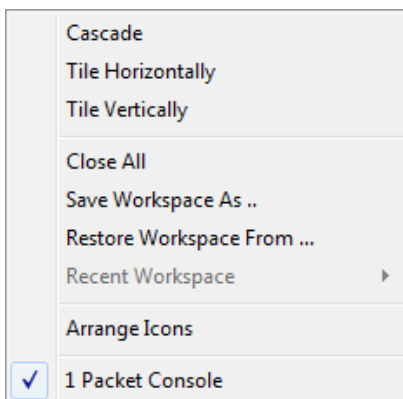 Cascade
Tile Horizontally
Tile Vertically
Close All
Save Workspace As ..
Restore Workspace From ...
Recent Workspace
Arrange Icons
1 Packet Console